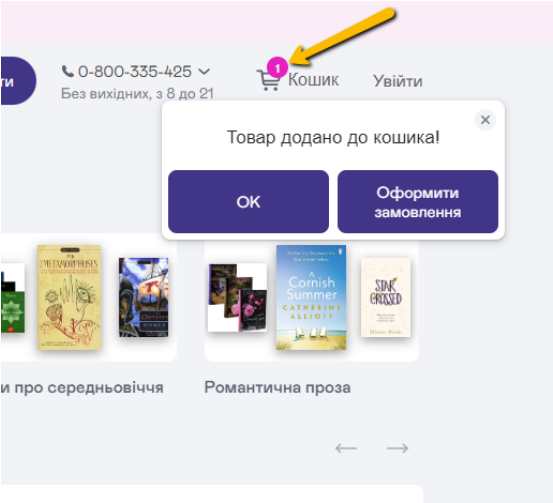 ти
0-800-335-425
Без вихідних, з 8 до 21
1
Кошик
Увійти
Товар додано до кошика!
OK
Оформити
замовлення
METAMORPHOSES
HOMER
A
Cornish
Summer
CATHERINE
ALLIOTT
STAR
CROSSED
и про середньовіччя
Романтична проза